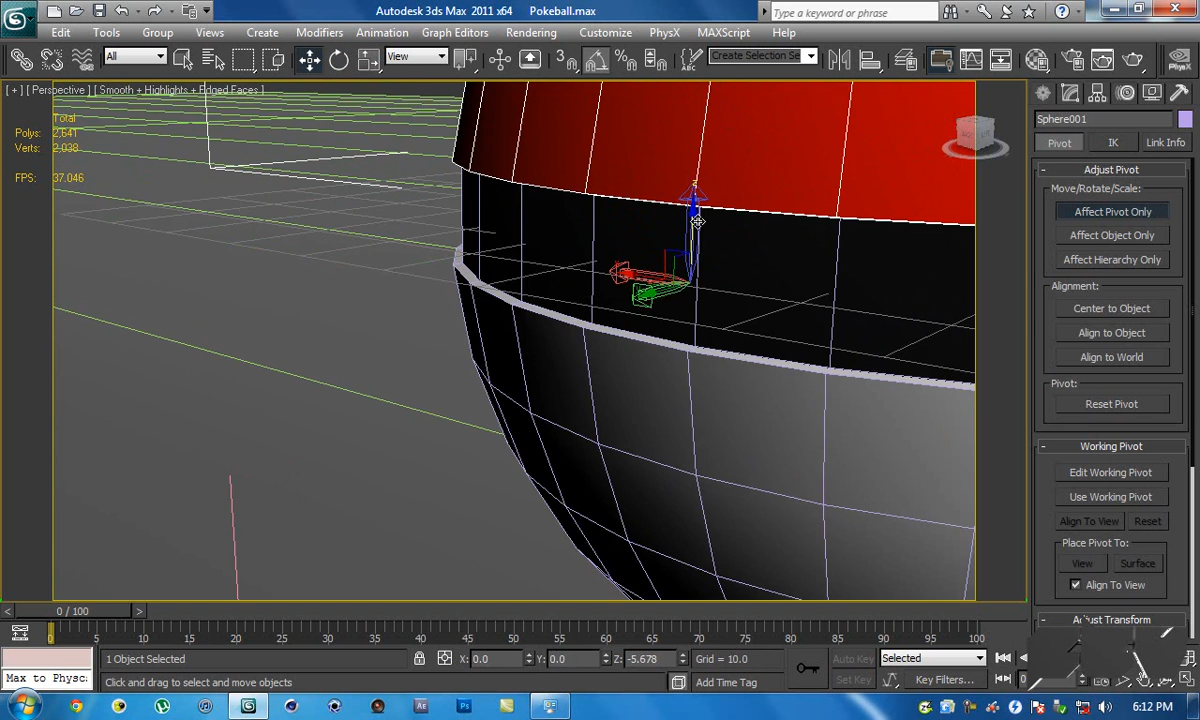 Autodesk 3ds Max 2011 x64 Pokeball.max
Type a keyword or phrase
Edit Tools Group Views Create Modifiers Animation Graph Editors Rendering Customize PhysX MAXScript Help
All View 3 Create Selection Se PhysX
[ + ] [ Perspective ] [ Smooth + Highlights + Edged Faces ]
Total
Polys: 2,641
Verts: 2,038
FPS: 37.046
Sphere001
Pivot IK Link Info
- Adjust Pivot
Move/Rotate/Scale:
Affect Pivot Only
Affect Object Only
Affect Hierarchy Only
Alignment:
Center to Object
Align to Object
Align to World
Pivot:
Reset Pivot
- Working Pivot
Edit Working Pivot
Use Working Pivot
Align To View Reset
Place Pivot To:
View Surface
Align To View
- Adjust Transform
< 0 / 100 >
0 5 10 15 20 25 30 35 40 45 50 55 60 65 70 75 80 85 90 95 100
1 Object Selected X: 0.0 Y: 0.0 Z: -5.678 Grid = 10.0 Auto Key Selected
Max to Physc
Click and drag to select and move objects Add Time Tag Set Key Key Filters... 0
Ae Ps 6:12 PM